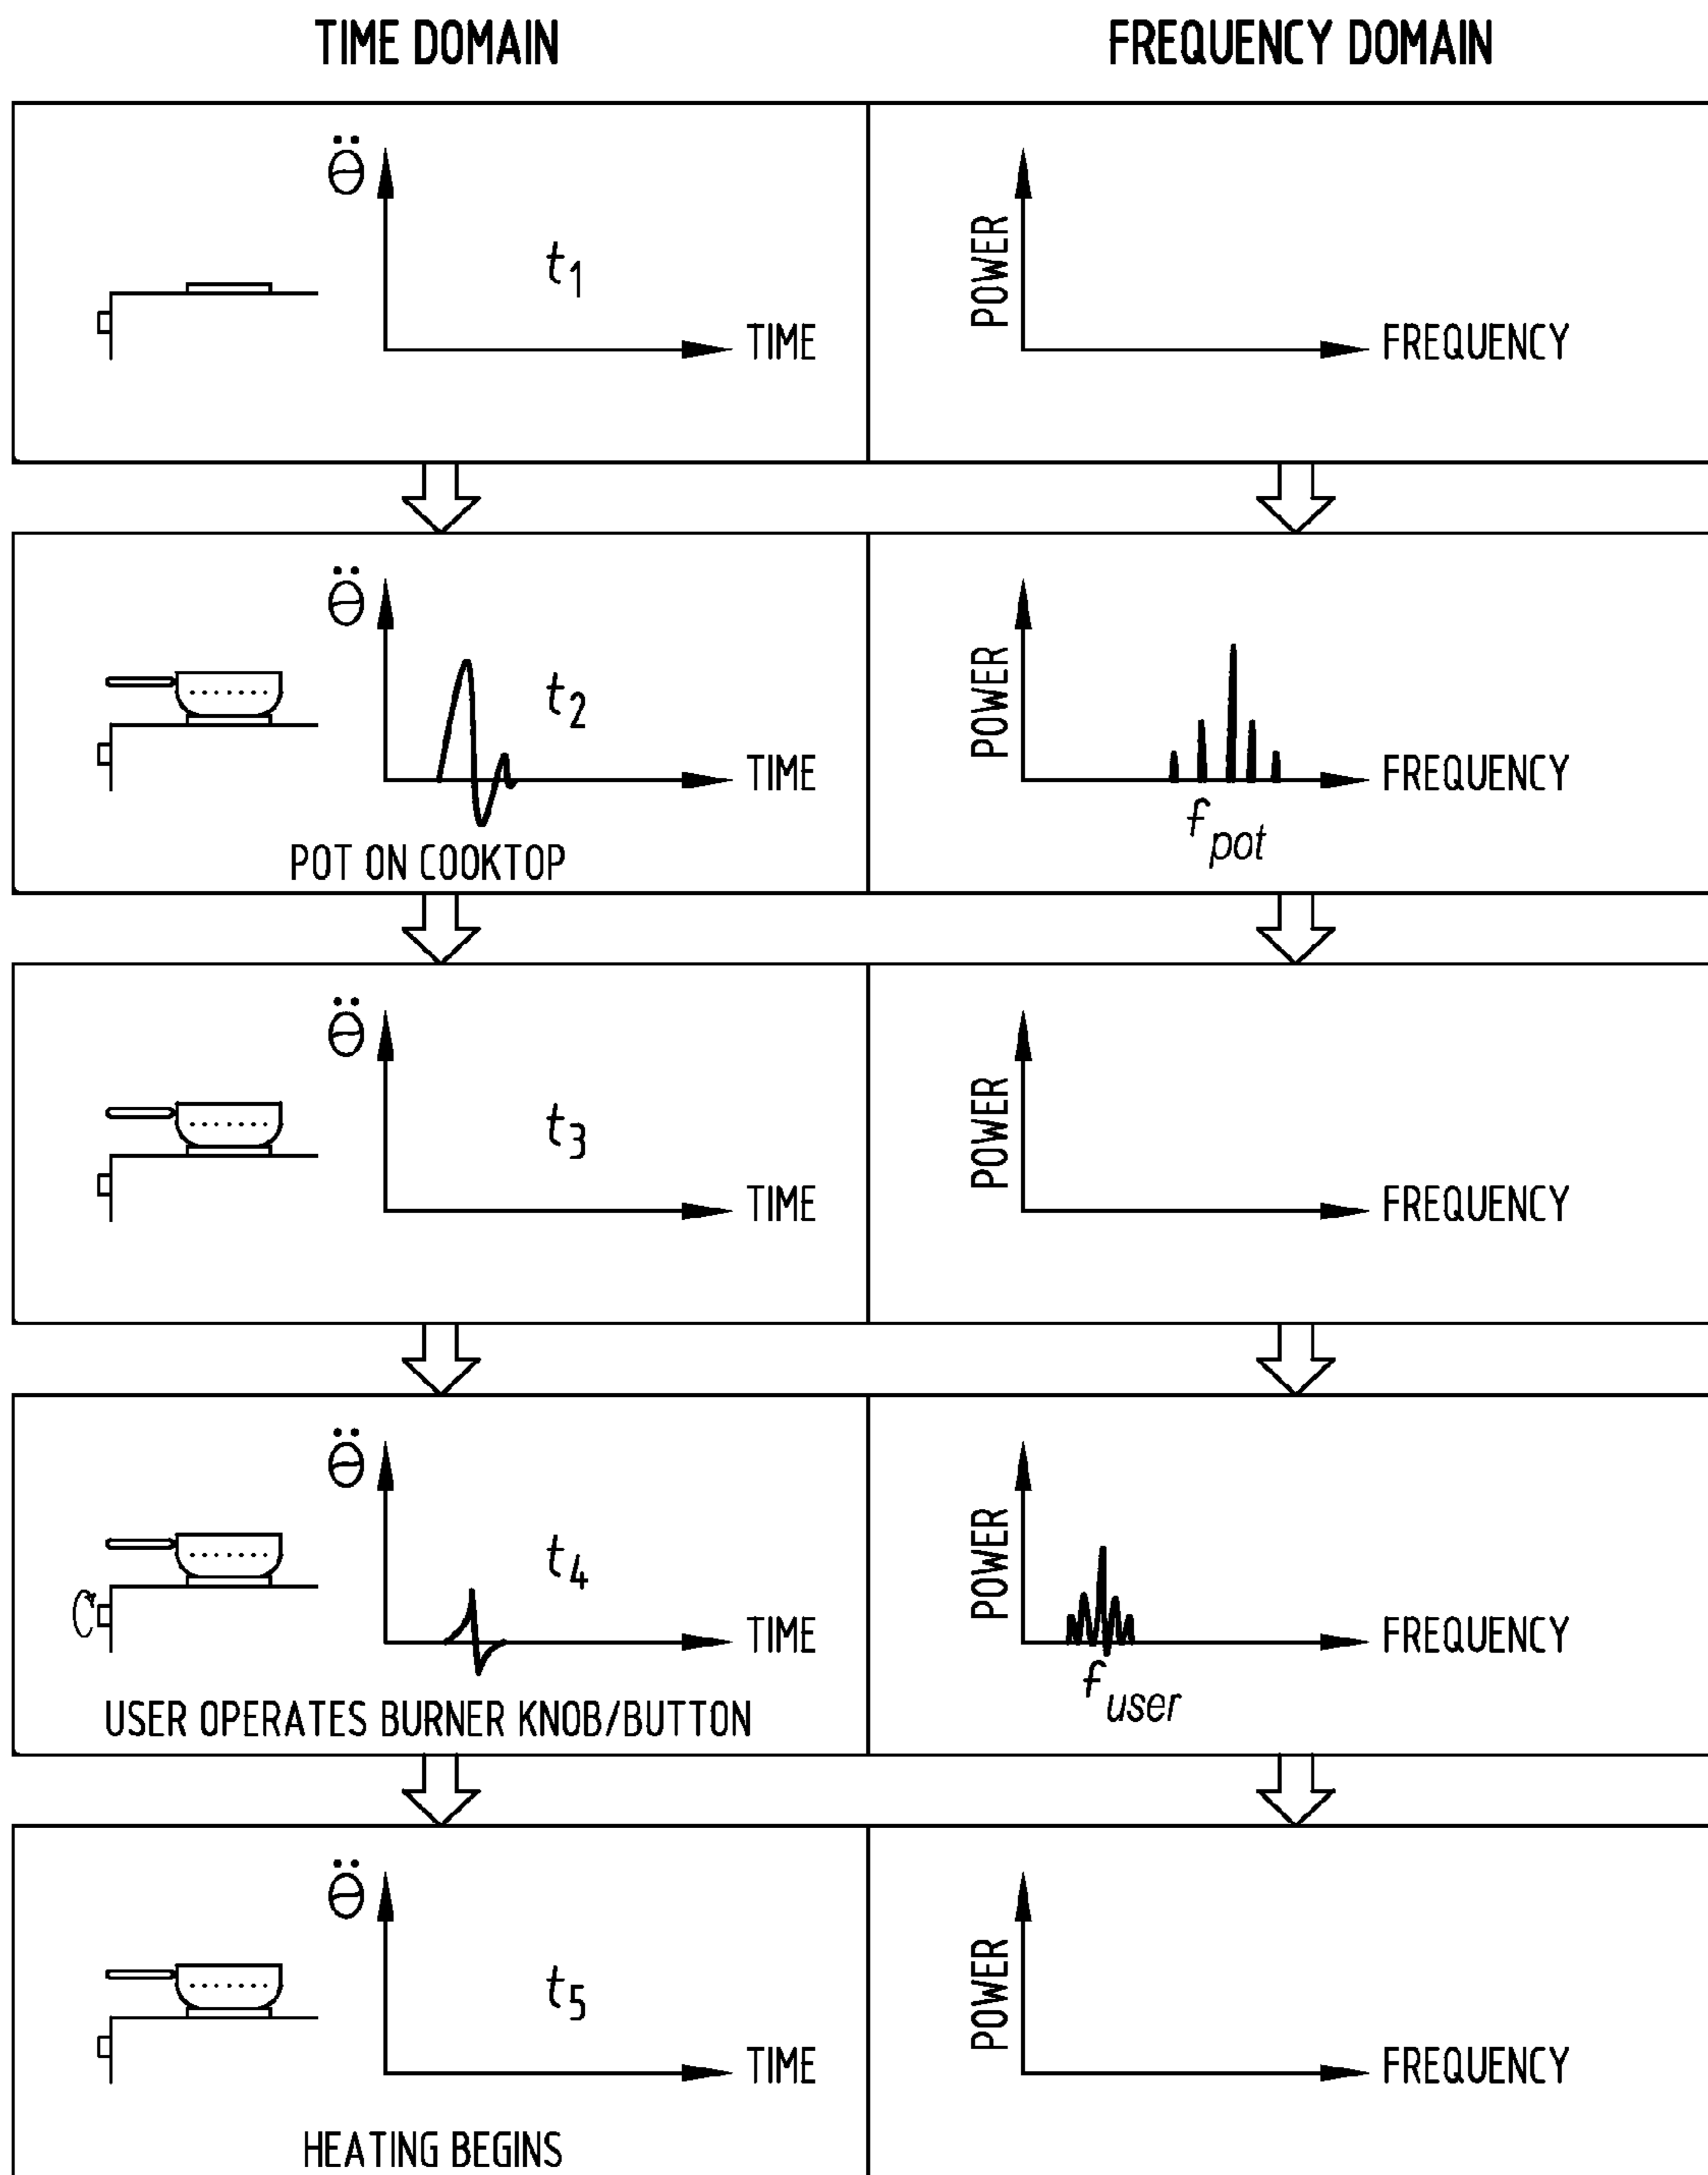 TIME DOMAIN
FREQUENCY DOMAIN
Θ̈
t1
TIME
POWER
FREQUENCY
Θ̈
t2
TIME
POT ON COOKTOP
POWER
FREQUENCY
fpot
Θ̈
t3
TIME
POWER
FREQUENCY
Θ̈
t4
TIME
USER OPERATES BURNER KNOB/BUTTON
POWER
FREQUENCY
fuser
Θ̈
t5
TIME
HEATING BEGINS
POWER
FREQUENCY